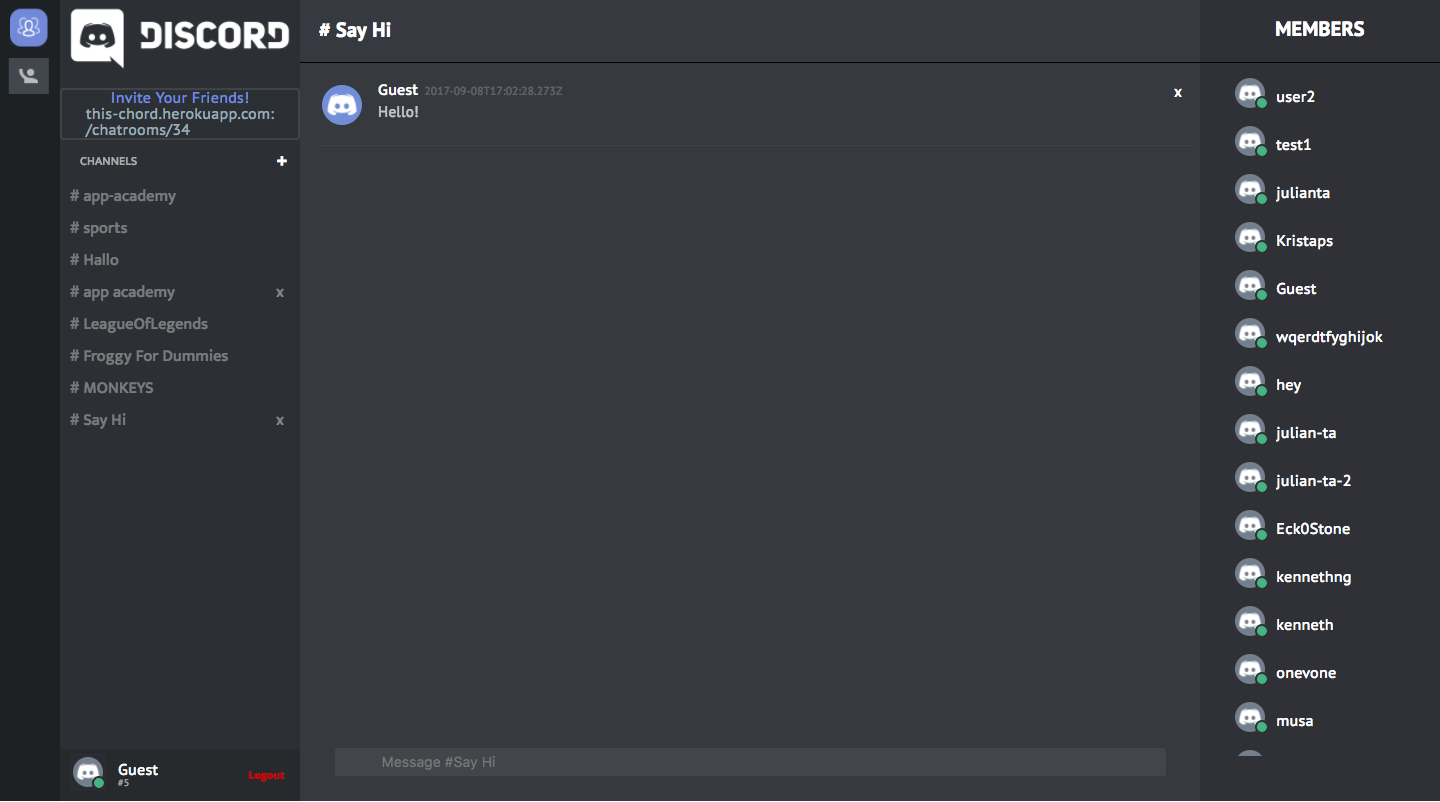 DISCORD
Invite Your Friends!
this-chord.herokuapp.com:
/chatrooms/34
CHANNELS +
# app-academy
# sports
# Hallo
# app academy x
# LeagueOfLegends
# Froggy For Dummies
# MONKEYS
# Say Hi x
Guest
#5
Logout
# Say Hi
Guest 2017-09-08T17:02:28.273Z x
Hello!
Message #Say Hi
MEMBERS
user2
test1
julianta
Kristaps
Guest
wqerdtfyghijok
hey
julian-ta
julian-ta-2
Eck0Stone
kennethng
kenneth
onevone
musa